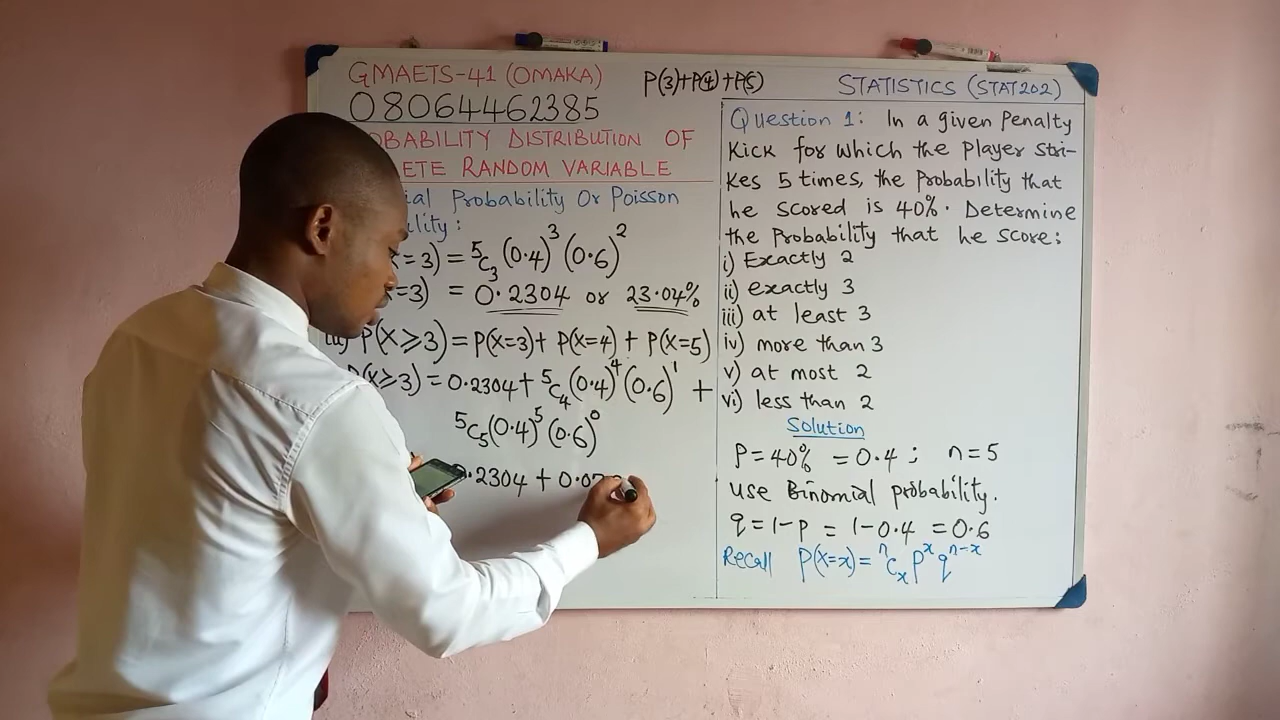 GMAETS-41 (OMAKA)
08064462385
P(3)+P(4)+P(5)
STATISTICS (STAT202)
DISTRIBUTION OF
RANDOM VARIABLE
Probability Or Poisson
= 3) = ⁵C₃ (0.4)³ (0.6)²
=3) = 0.2304 or 23.04%
P(X≥3) = P(X=3) + P(X=4) + P(X=5)
(X≥3) = 0.2304 + ⁵C₄ (0.4)⁴ (0.6)¹ +
⁵C₅ (0.4)⁵ (0.6)⁰
.2304 + 0.07
Question 1: In a given Penalty
Kick for which the player stri-
kes 5 times, the probability that
he scored is 40%. Determine
the probability that he score:
i) Exactly 2
ii) exactly 3
iii) at least 3
iv) more than 3
v) at most 2
vi) less than 2
Solution
P = 40% = 0.4 ; n = 5
Use Binomial probability.
q = 1-p = 1-0.4 = 0.6
Recall P(X=x) = ⁿCₓ pˣ qⁿ⁻ˣ